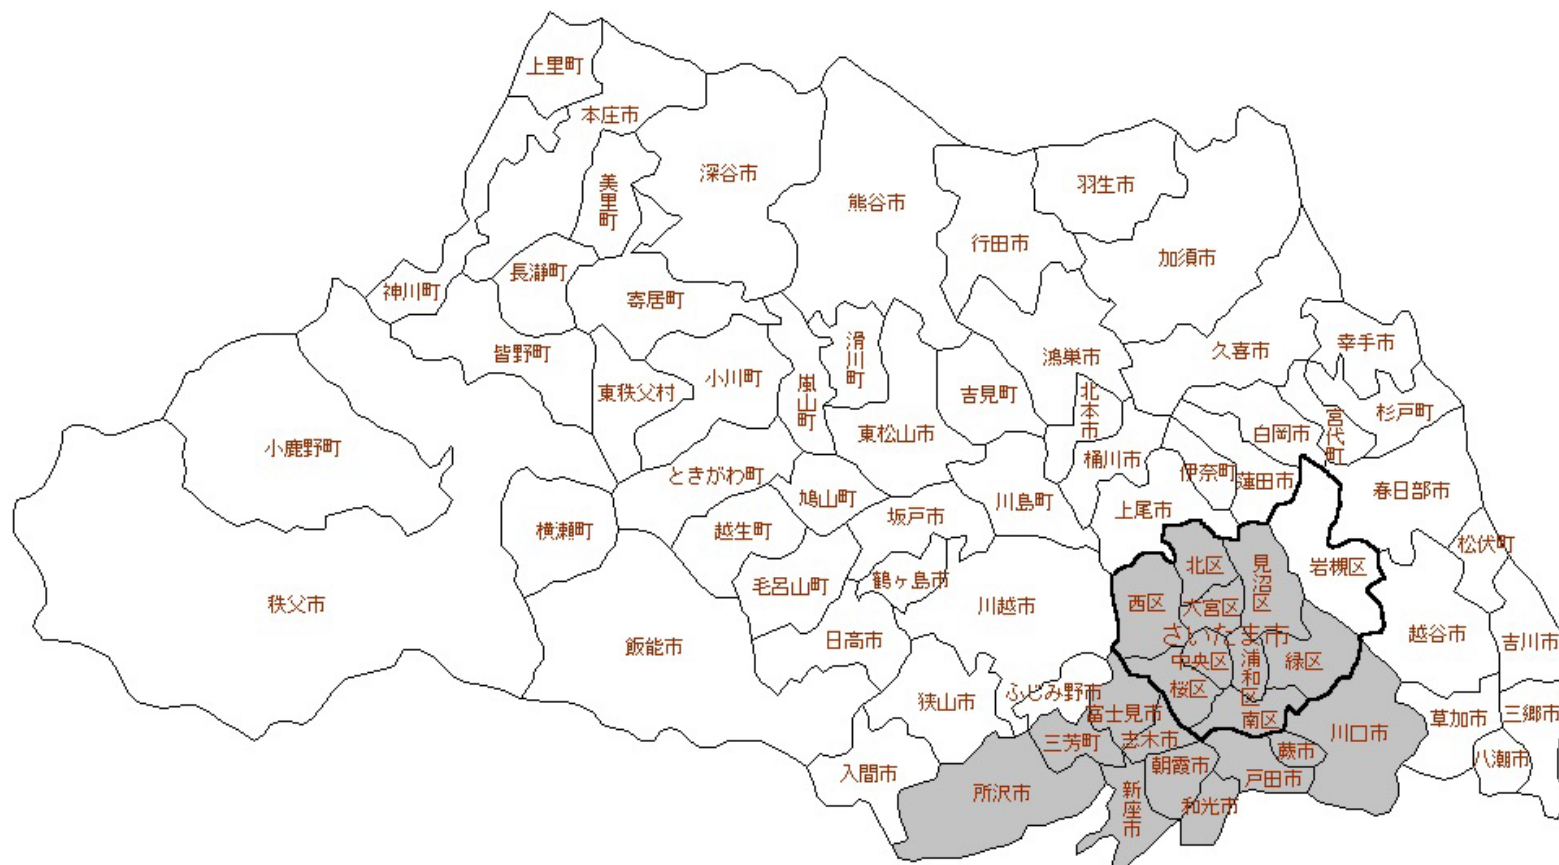 上里町
本庄市
深谷市
美里町
熊谷市
羽生市
行田市
加須市
長瀞町
神川町
寄居町
皆野町
滑川町
鴻巣市
久喜市
幸手市
東秩父村
小川町
嵐山町
吉見町
北本市
杉戸町
小鹿野町
東松山市
白岡市
宮代町
桶川市
伊奈町
蓮田市
春日部市
ときがわ町
鳩山町
川島町
上尾市
横瀬町
越生町
坂戸市
松伏町
北区
見沼区
岩槻区
毛呂山町
鶴ヶ島市
秩父市
川越市
西区
大宮区
さいたま市
越谷市
吉川市
飯能市
日高市
中央区
浦和区
緑区
狭山市
ふじみ野市
桜区
富士見市
南区
川口市
草加市
三郷市
三芳町
志木市
蕨市
入間市
朝霞市
戸田市
八潮市
所沢市
新座市
和光市